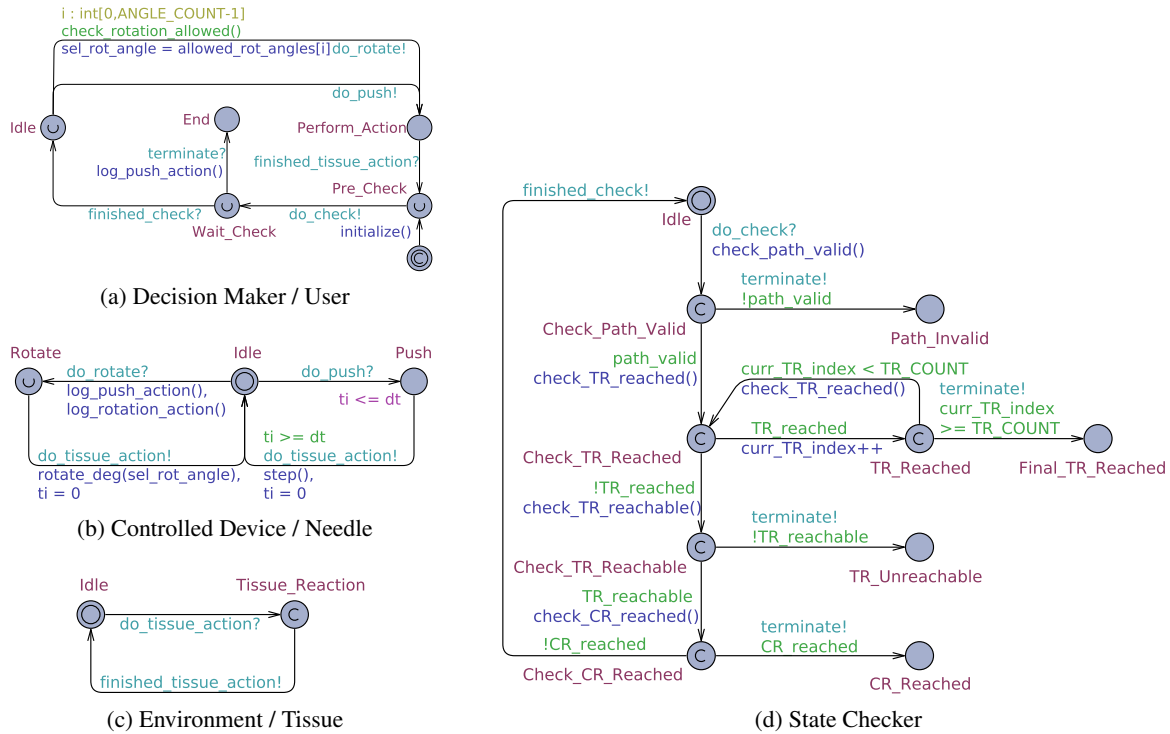 i : int[0,ANGLE_COUNT-1]
check_rotation_allowed()
sel_rot_angle = allowed_rot_angles[i]
do_rotate!
do_push!
Idle
End
Perform_Action
terminate?
log_push_action()
finished_tissue_action?
Pre_Check
finished_check?
do_check!
Wait_Check
initialize()
C
(a) Decision Maker / User
Rotate
Idle
Push
do_rotate?
log_push_action(),
log_rotation_action()
do_push?
ti <= dt
do_tissue_action!
rotate_deg(sel_rot_angle),
ti = 0
ti >= dt
do_tissue_action!
step(),
ti = 0
(b) Controlled Device / Needle
Idle
Tissue_Reaction
C
do_tissue_action?
finished_tissue_action!
(c) Environment / Tissue
finished_check!
Idle
do_check?
check_path_valid()
C
terminate!
!path_valid
Check_Path_Valid
Path_Invalid
path_valid
check_TR_reached()
curr_TR_index < TR_COUNT
check_TR_reached()
terminate!
curr_TR_index
>= TR_COUNT
C
TR_reached
curr_TR_index++
C
Check_TR_Reached
TR_Reached
Final_TR_Reached
!TR_reached
check_TR_reachable()
C
terminate!
!TR_reachable
Check_TR_Reachable
TR_Unreachable
TR_reachable
check_CR_reached()
!CR_reached
C
terminate!
CR_reached
Check_CR_Reached
CR_Reached
(d) State Checker